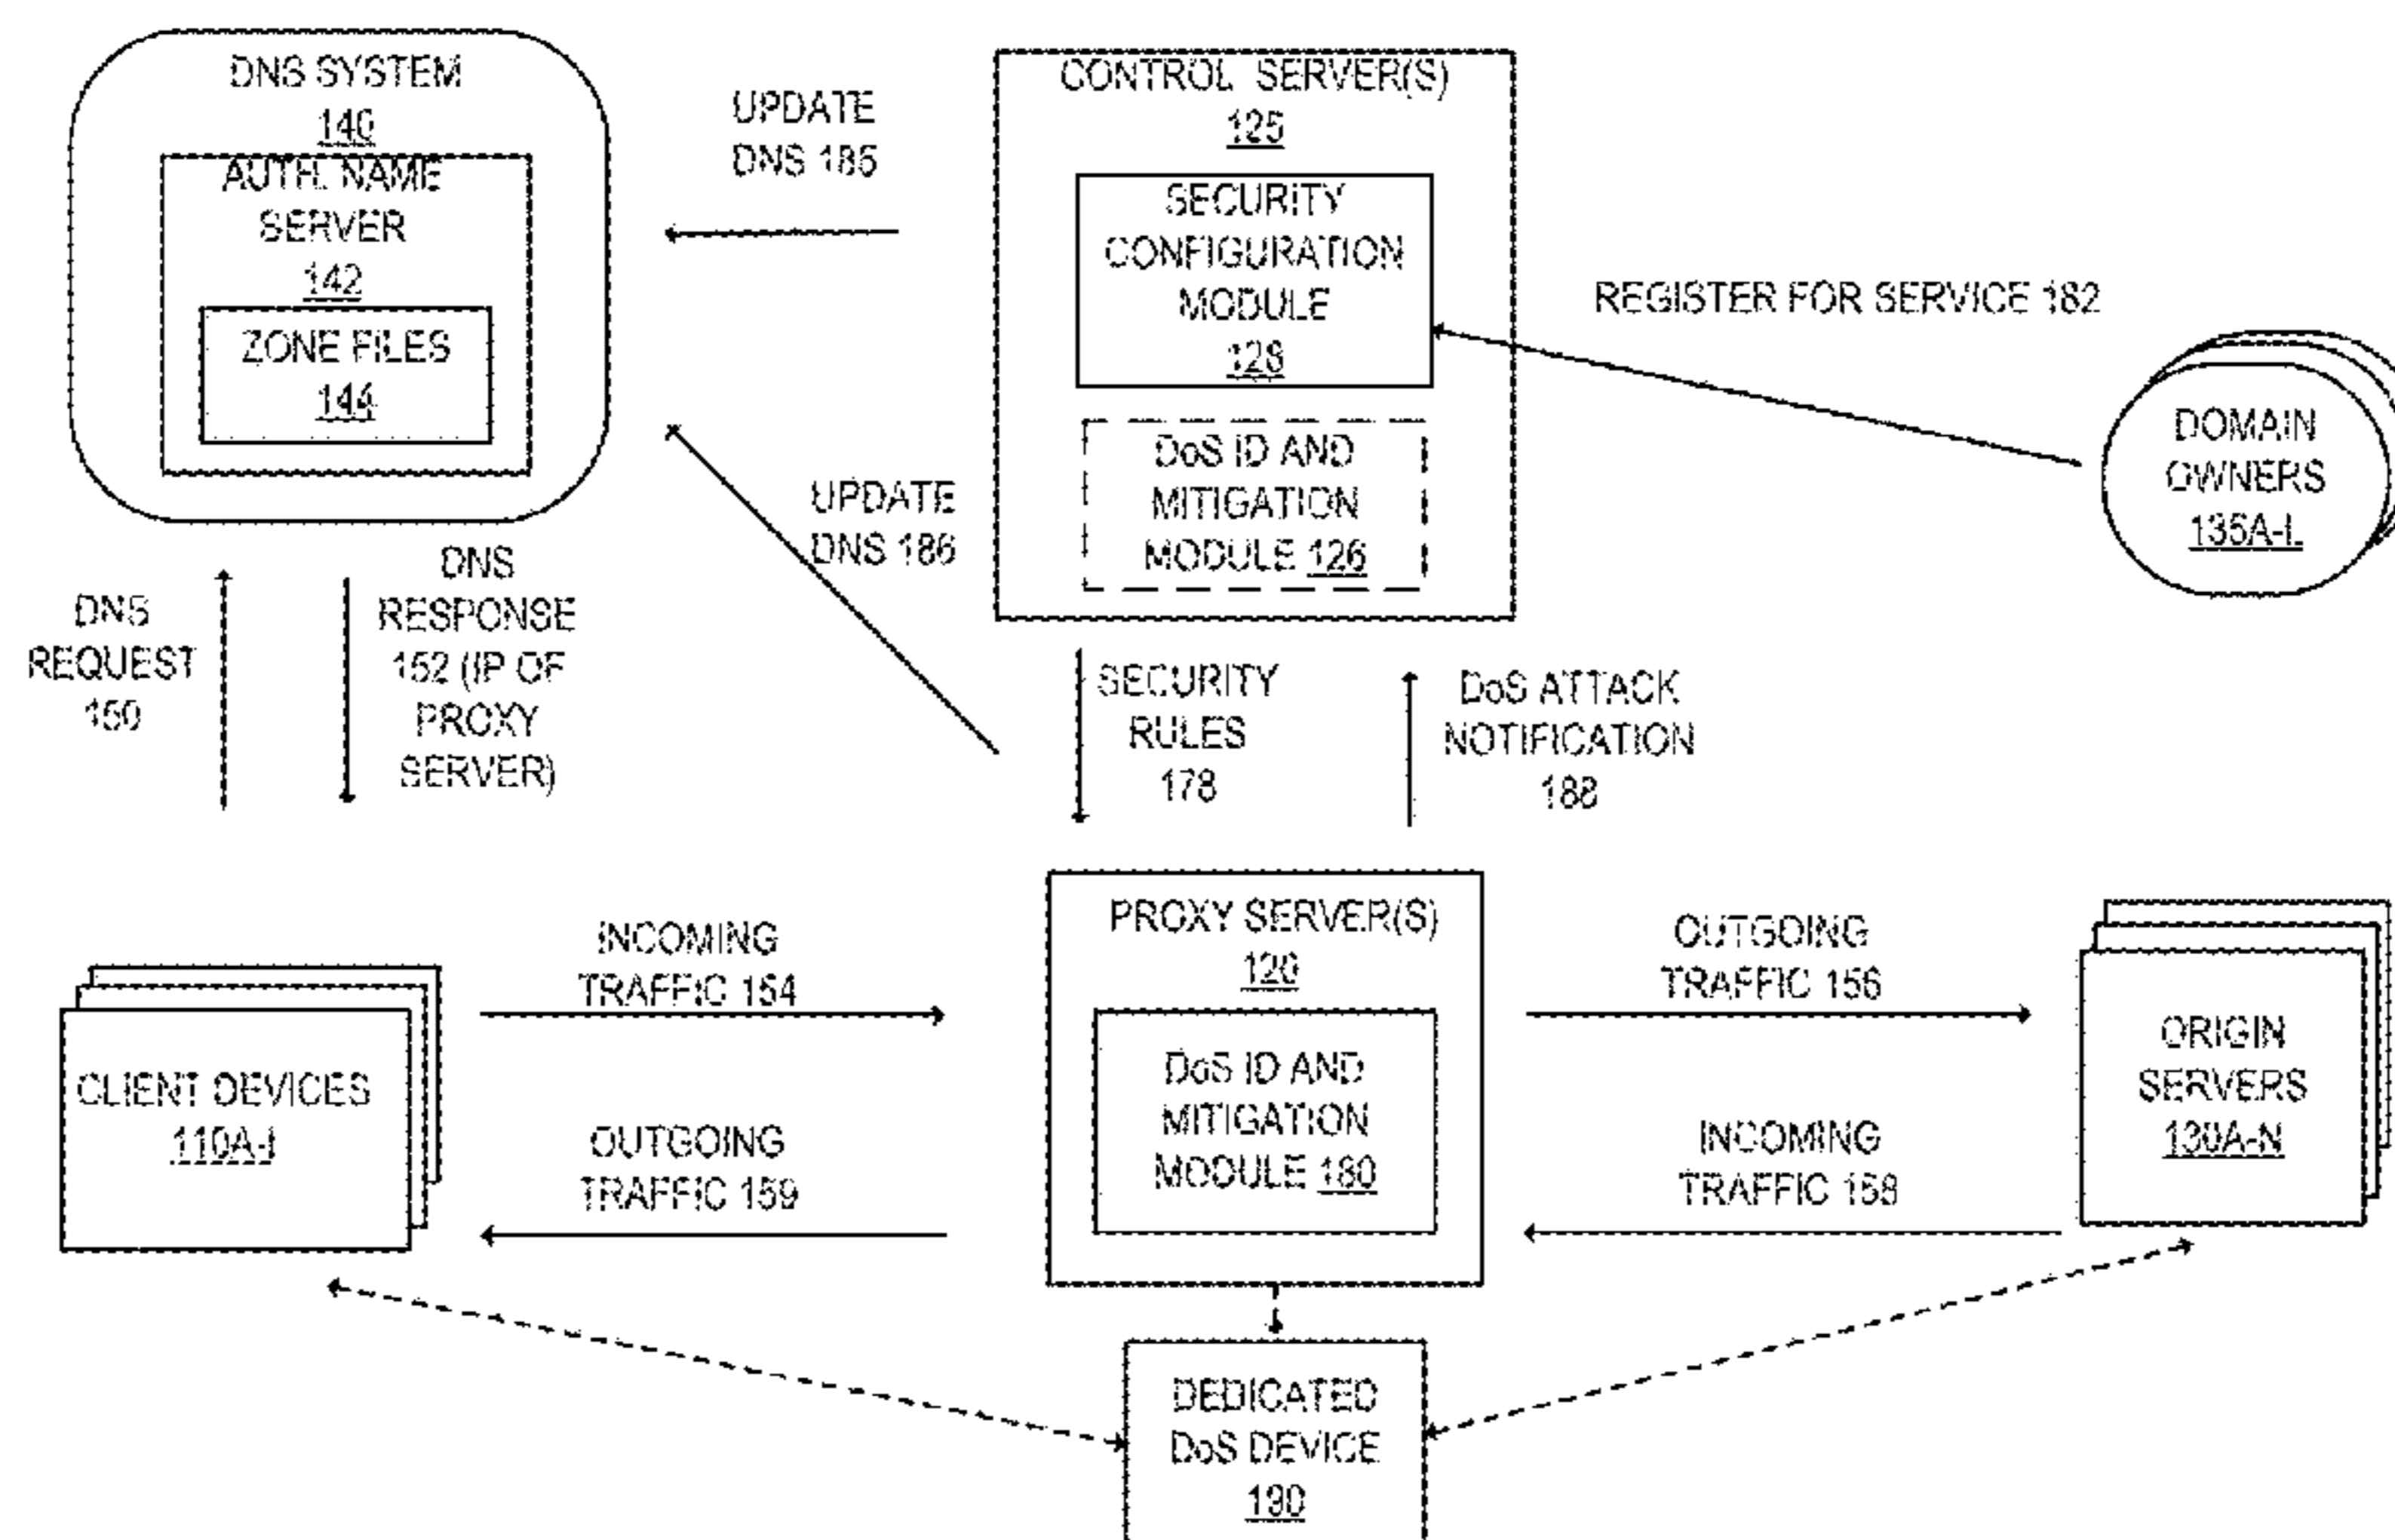 DNS SYSTEM
140
AUTH. NAME
SERVER
142
ZONE FILES
144
UPDATE
DNS 185
CONTROL SERVER(S)
125
SECURITY
CONFIGURATION
MODULE
128
DoS ID AND
MITIGATION
MODULE 126
REGISTER FOR SERVICE 182
DOMAIN
OWNERS
135A-L
UPDATE
DNS 186
DNS
REQUEST
150
DNS
RESPONSE
152 (IP OF
PROXY
SERVER)
SECURITY
RULES
178
DoS ATTACK
NOTIFICATION
188
CLIENT DEVICES
110A-I
INCOMING
TRAFFIC 154
OUTGOING
TRAFFIC 159
PROXY SERVER(S)
120
DoS ID AND
MITIGATION
MODULE 180
OUTGOING
TRAFFIC 156
INCOMING
TRAFFIC 158
ORIGIN
SERVERS
130A-N
DEDICATED
DoS DEVICE
190